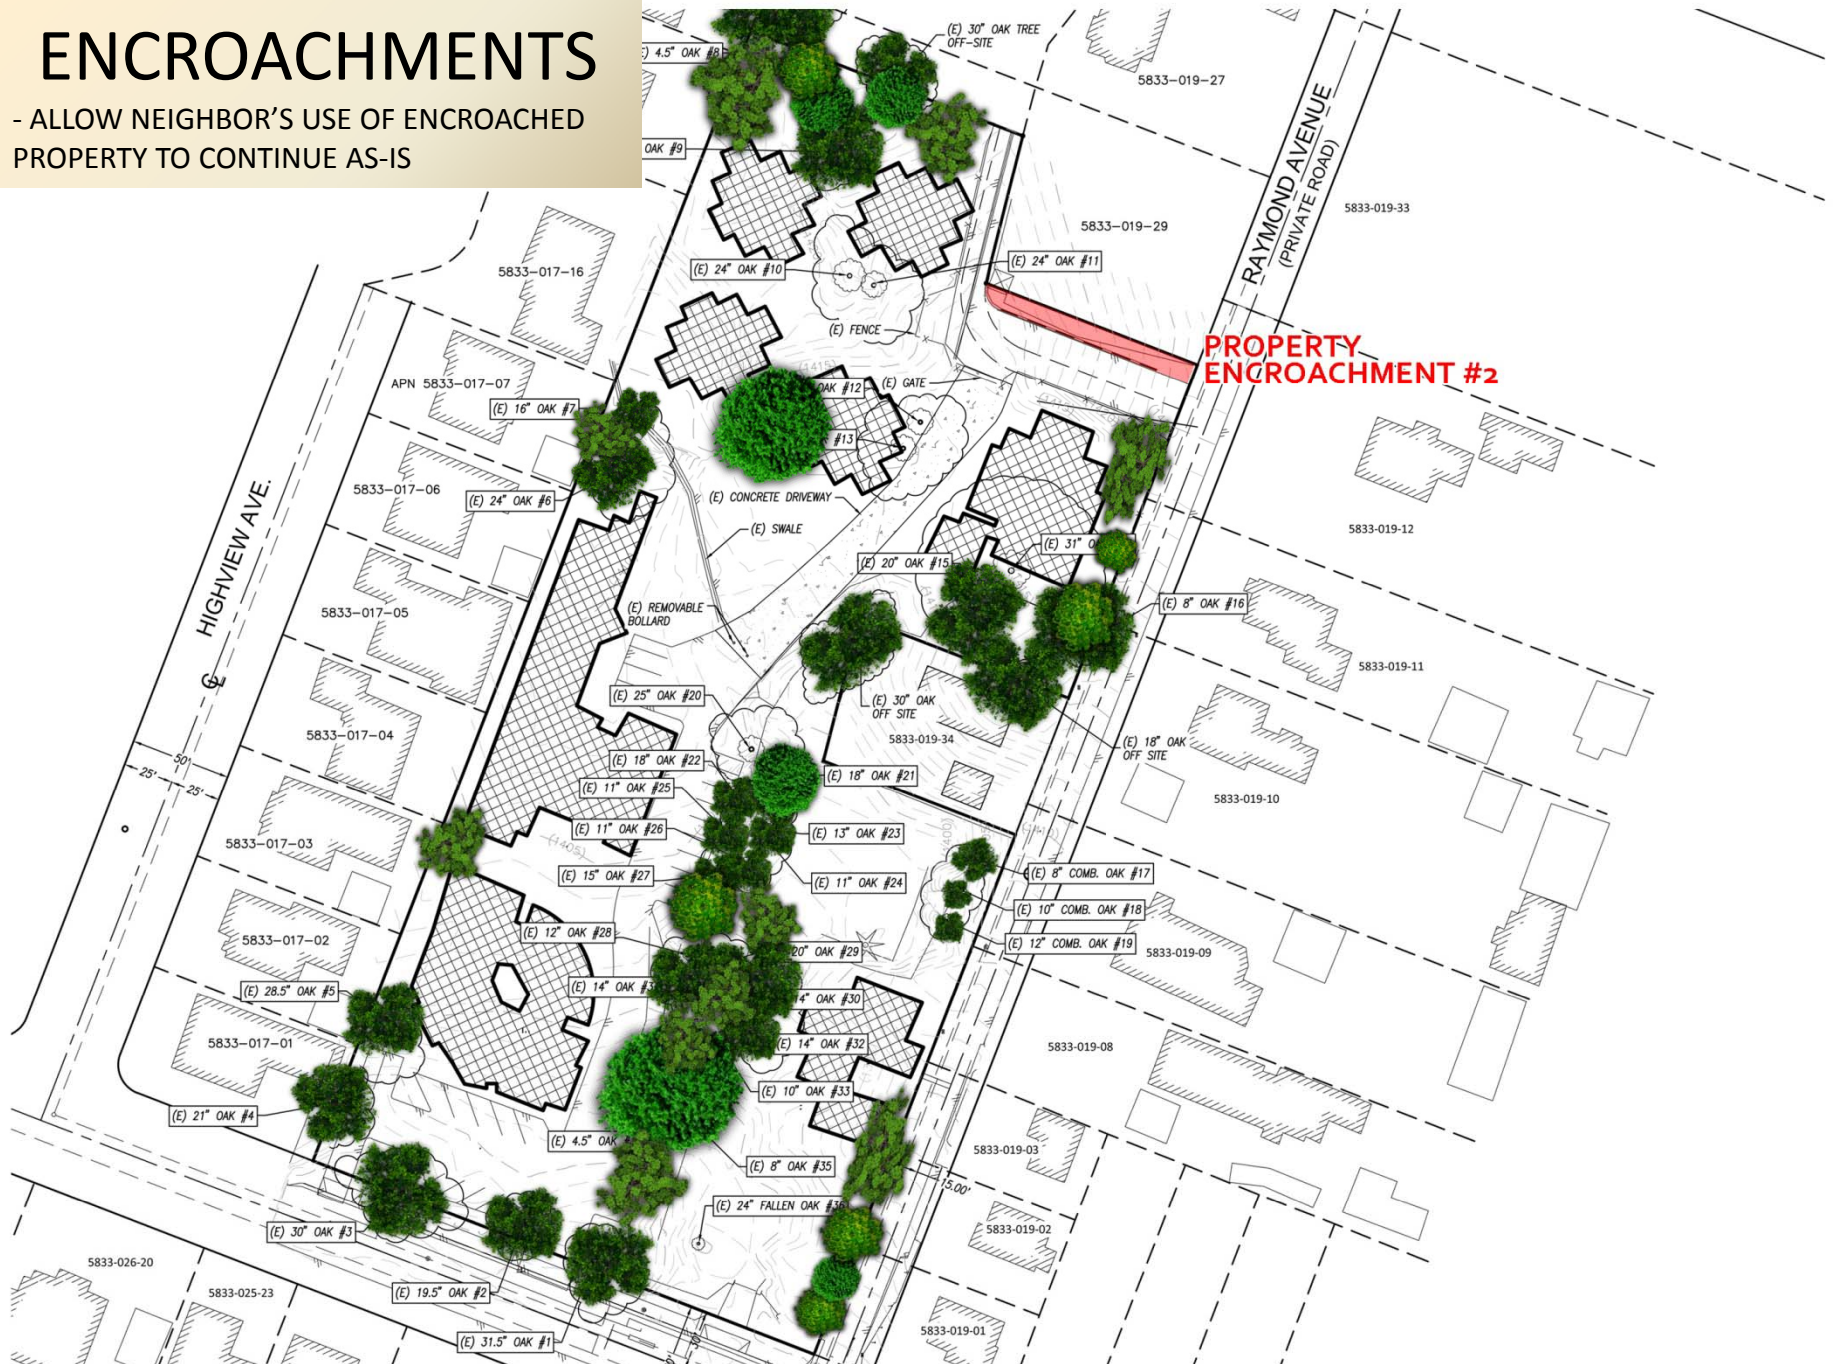 ENCROACHMENTS
- ALLOW NEIGHBOR'S USE OF ENCROACHED
PROPERTY TO CONTINUE AS-IS
4.5" OAK #8
(E) 30" OAK TREE
OFF-SITE
5833-019-27
OAK #9
RAYMOND AVENUE
(PRIVATE ROAD)
5833-019-33
5833-019-29
5833-017-16
(E) 24" OAK #10
(E) 24" OAK #11
(E) FENCE
PROPERTY
ENCROACHMENT #2
(1415)
APN 5833-017-07
OAK #12
(E) GATE
(E) 16" OAK #7
#13
5833-017-06
(E) 24" OAK #6
(E) CONCRETE DRIVEWAY
(E) SWALE
5833-019-12
HIGHVIEW AVE.
(E) 31"
(E) 20" OAK #15
5833-017-05
(E) REMOVABLE
BOLLARD
(E) 8" OAK #16
5833-019-11
(E) 25" OAK #20
(E) 30" OAK
OFF SITE
5833-017-04
5833-019-34
(E) 18" OAK
OFF SITE
50'
25'
25'
(E) 18" OAK #22
(E) 18" OAK #21
(E) 11" OAK #25
5833-019-10
(E) 11" OAK #26
(E) 13" OAK #23
(1400)
(1410)
5833-017-03
(1405)
(E) 15" OAK #27
(E) 11" OAK #24
(E) 8" COMB. OAK #17
(E) 10" COMB. OAK #18
(E) 12" OAK #28
5833-017-02
20" OAK #29
(E) 12" COMB. OAK #19
5833-019-09
(E) 28.5" OAK #5
(E) 14" OAK
14" OAK #30
5833-017-01
(E) 14" OAK #32
5833-019-08
(E) 10" OAK #33
(E) 21" OAK #4
(E) 4.5" OAK
5833-019-03
(E) 8" OAK #35
15.00'
(E) 24" FALLEN OAK
(E) 30" OAK #3
5833-019-02
5833-026-20
5833-025-23
(E) 19.5" OAK #2
5833-019-01
(E) 31.5" OAK #1
30'